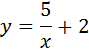 y = 5/x + 2